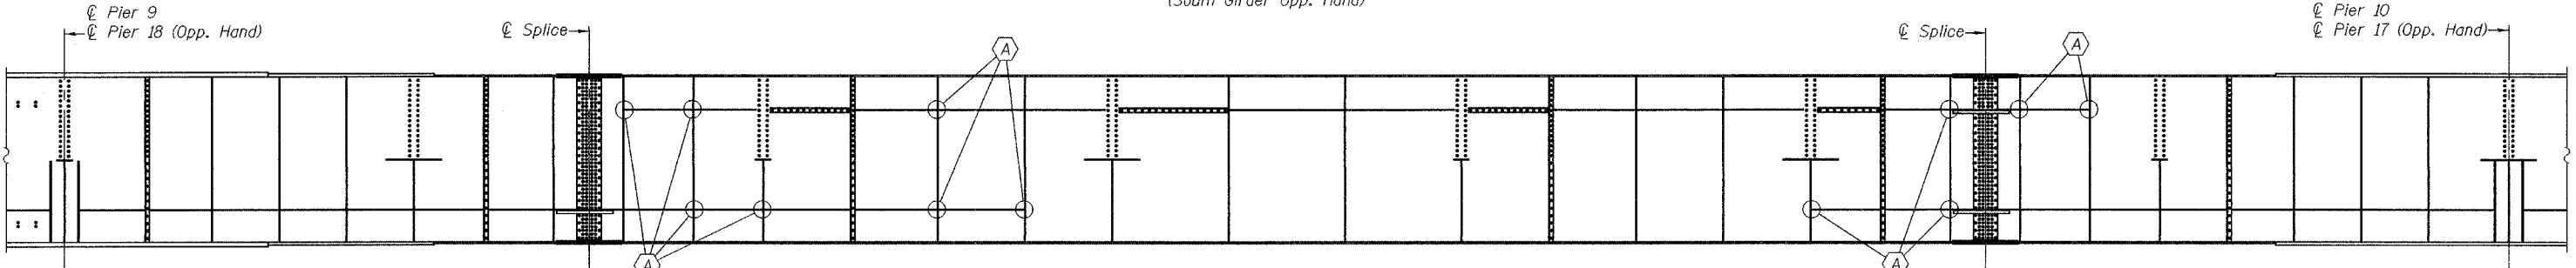 (South Girder Opp. Hand)
℄ Pier 9
℄ Pier 18 (Opp. Hand)
℄ Splice
A
℄ Splice
A
℄ Pier 10
℄ Pier 17 (Opp. Hand)
A
A